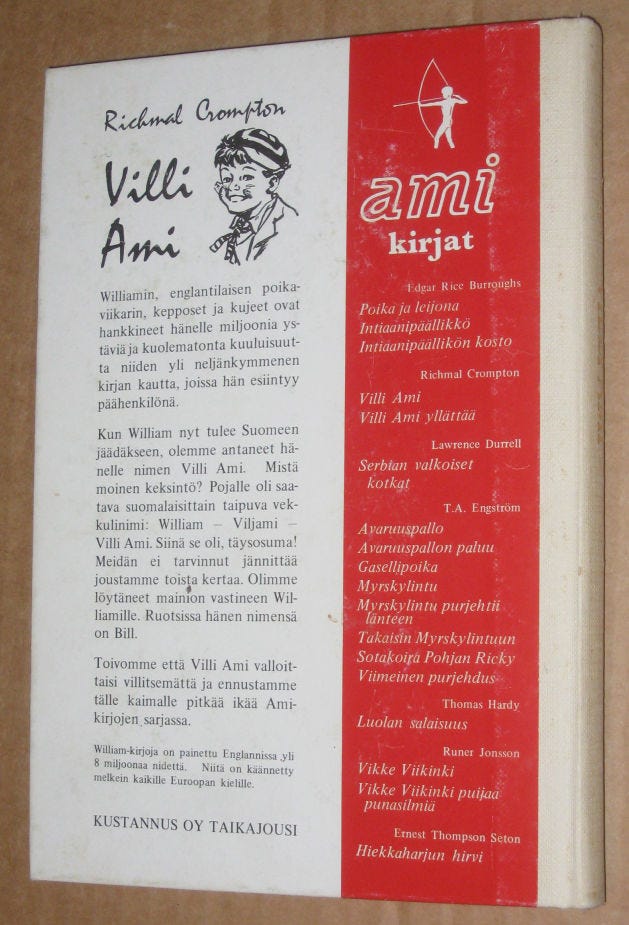 Richmal Crompton
Villi
Ami
Williamin, englantilaisen poika-
viikarin, kepposet ja kujeet ovat
hankkineet hänelle miljoonia ys-
täviä ja kuolematonta kuuluisuut-
ta niiden yli neljänkymmenen
kirjan kautta, joissa hän esiintyy
päähenkilönä.
Kun William nyt tulee Suomeen
jäädäkseen, olemme antaneet hä-
nelle nimen Villi Ami. Mistä
moinen keksintö? Pojalle oli saa-
tava suomalaisittain taipuva vek-
kulinimi: William – Viljami –
Villi Ami. Siinä se oli, täysosuma!
Meidän ei tarvinnut jännittää
joustamme toista kertaa. Olimme
löytäneet mainion vastineen Wil-
liamille. Ruotsissa hänen nimensä
on Bill.
Toivomme että Villi Ami valloit-
taisi villitsemättä ja ennustamme
tälle kaimalle pitkää ikää Ami-
kirjojen sarjassa.
William-kirjoja on painettu Englannissa yli
8 miljoonaa nidettä. Niitä on käännetty
melkein kaikille Euroopan kielille.
KUSTANNUS OY TAIKAJOUSI
ami
kirjat
Edgar Rice Burroughs
Poika ja leijona
Intiaanipäällikkö
Intiaanipäällikön kosto
Richmal Crompton
Villi Ami
Villi Ami yllättää
Lawrence Durrell
Serbian valkoiset
kotkat
T.A. Engström
Avaruuspallo
Avaruuspallon paluu
Gasellipoika
Myrskylintu
Myrskylintu purjehtii
länteen
Takaisin Myrskylintuun
Sotakoira Pohjan Ricky
Viimeinen purjehdus
Thomas Hardy
Luolan salaisuus
Runer Jonsson
Vikke Viikinki
Vikke Viikinki puijaa
punasilmiä
Ernest Thompson Seton
Hiekkaharjun hirvi